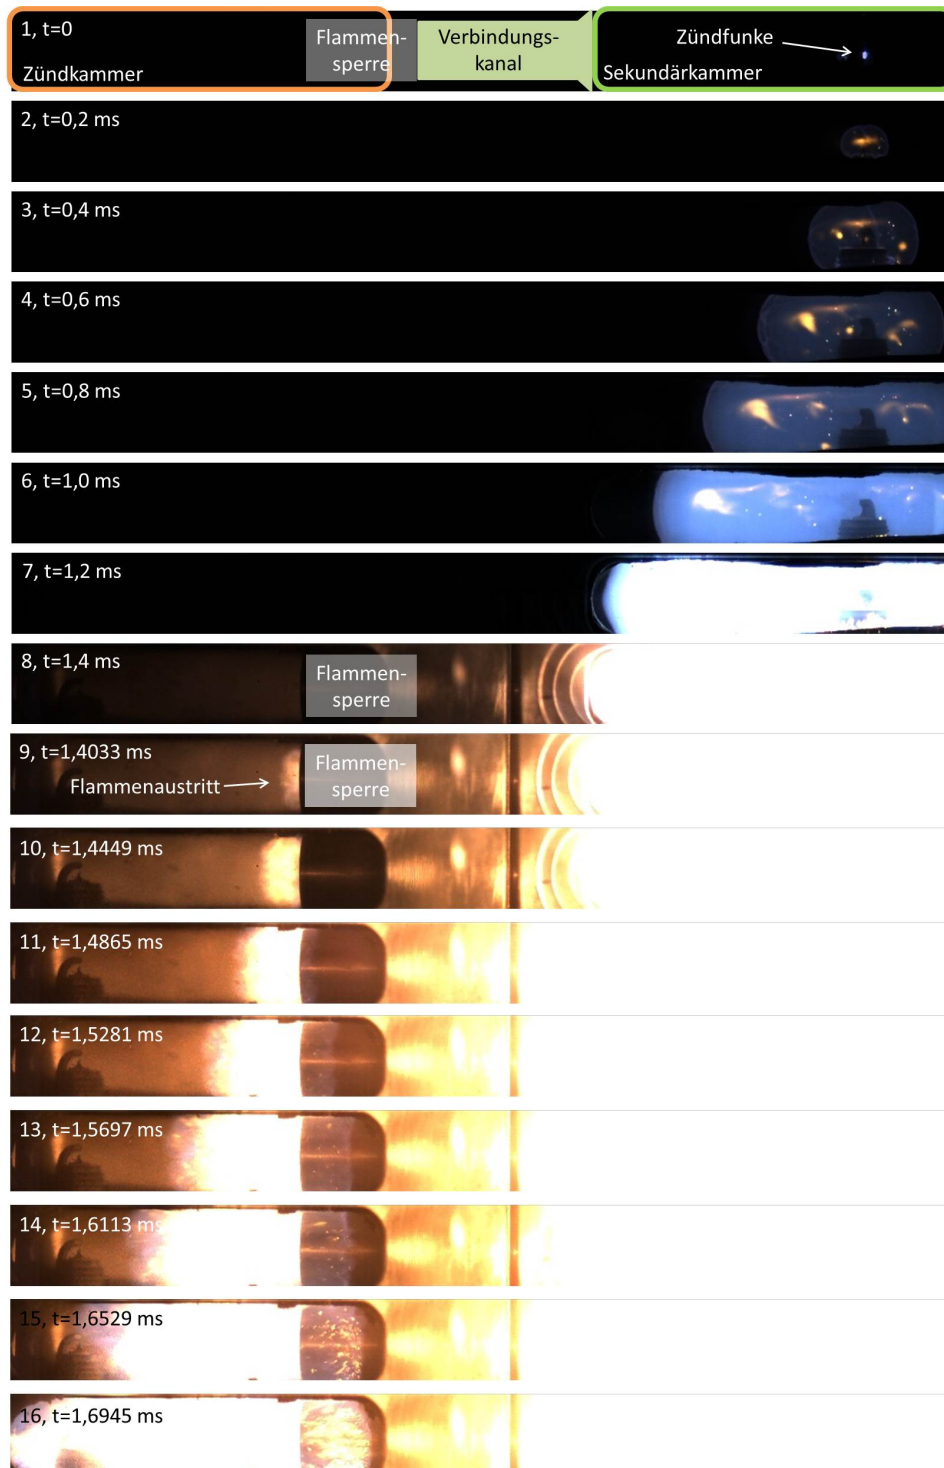 1, t=0
Zündkammer
Flammen-
sperre
Verbindungs-
kanal
Zündfunke
Sekundärkammer
2, t=0,2 ms
3, t=0,4 ms
4, t=0,6 ms
5, t=0,8 ms
6, t=1,0 ms
7, t=1,2 ms
8, t=1,4 ms
Flammen-
sperre
9, t=1,4033 ms
Flammenaustritt
Flammen-
sperre
10, t=1,4449 ms
11, t=1,4865 ms
12, t=1,5281 ms
13, t=1,5697 ms
14, t=1,6113 ms
15, t=1,6529 ms
16, t=1,6945 ms